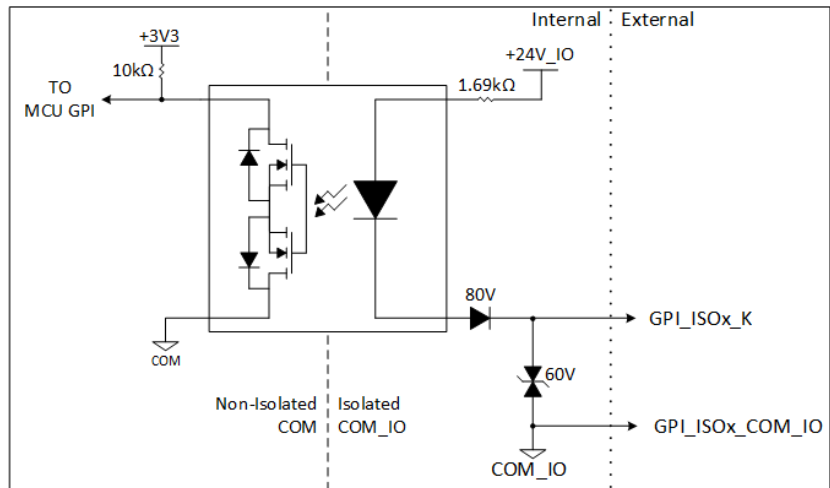 Internal
External
+3V3
+24V_IO
10kΩ
1.69kΩ
TO
MCU GPI
80V
GPI_ISOx_K
COM
60V
Non-Isolated
COM
Isolated
COM_IO
GPI_ISOx_COM_IO
COM_IO